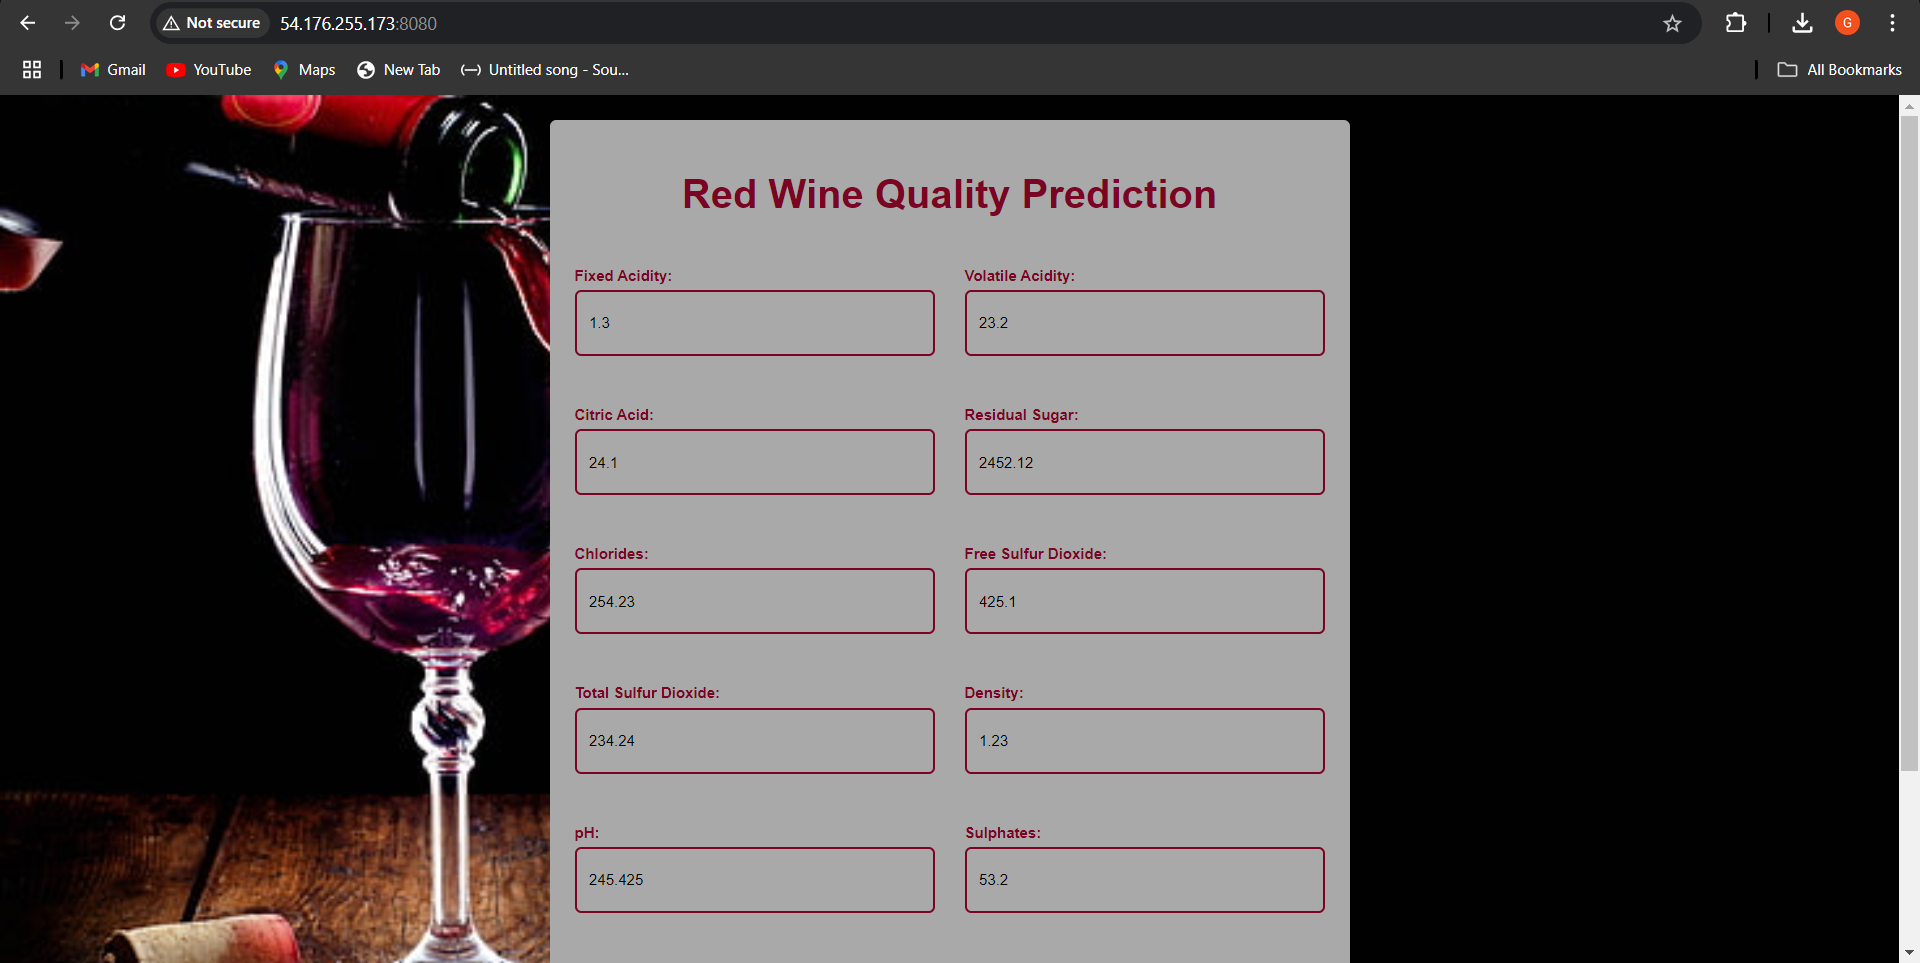 Not secure 54.176.255.173:8080 G
Gmail YouTube Maps New Tab Untitled song - Sou... All Bookmarks
Red Wine Quality Prediction
Fixed Acidity: Volatile Acidity:
1.3 23.2
Citric Acid: Residual Sugar:
24.1 2452.12
Chlorides: Free Sulfur Dioxide:
254.23 425.1
Total Sulfur Dioxide: Density:
234.24 1.23
pH: Sulphates:
245.425 53.2